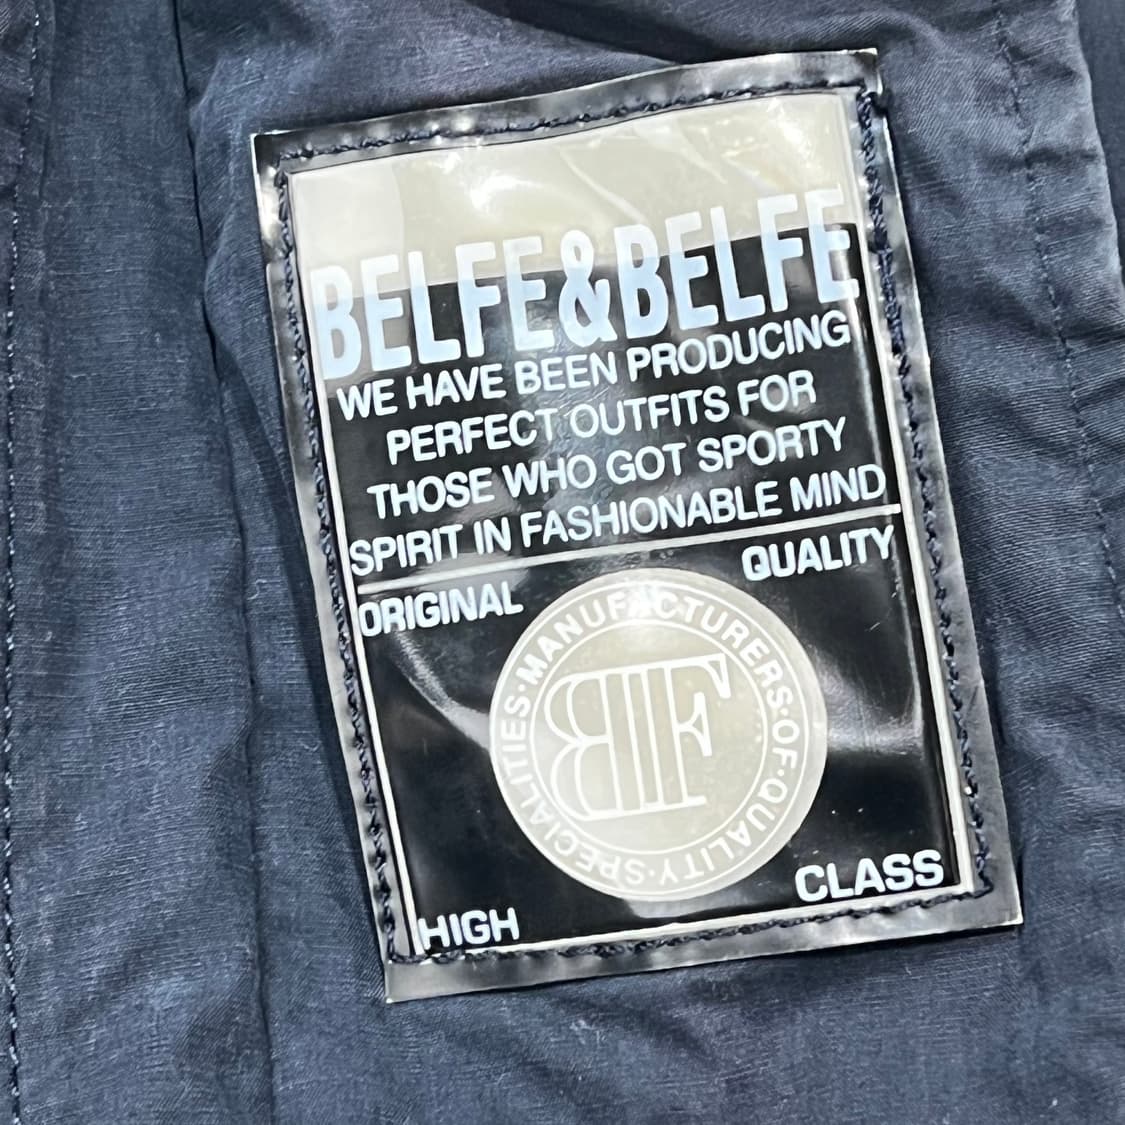 BELFE&BELFE
WE HAVE BEEN PRODUCING
PERFECT OUTFITS FOR
THOSE WHO GOT SPORTY
SPIRIT IN FASHIONABLE MIND
ORIGINAL QUALITY
MANUFACTURERS·OF·QUALITY·SPECIALITIES·
BF
HIGH CLASS